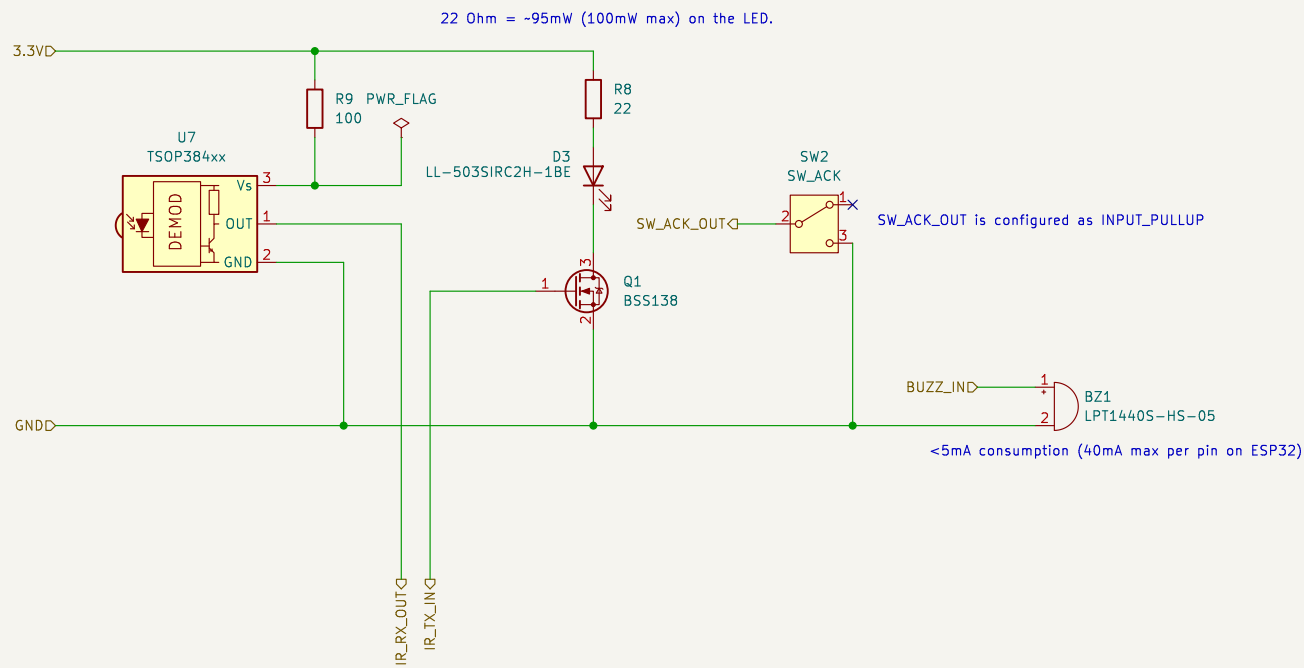 22 Ohm = ~95mW (100mW max) on the LED.
3.3V
R9
100
PWR_FLAG
R8
22
U7
TSOP384xx
D3
LL-503SIRC2H-1BE
SW2
SW_ACK
DEMOD
Vs
3
OUT
1
GND
2
SW_ACK_OUT
2
1
3
SW_ACK_OUT is configured as INPUT_PULLUP
3
1
2
Q1
BSS138
BUZZ_IN
1
+
2
BZ1
LPT1440S-HS-05
GND
<5mA consumption (40mA max per pin on ESP32)
IR_RX_OUT
IR_TX_IN